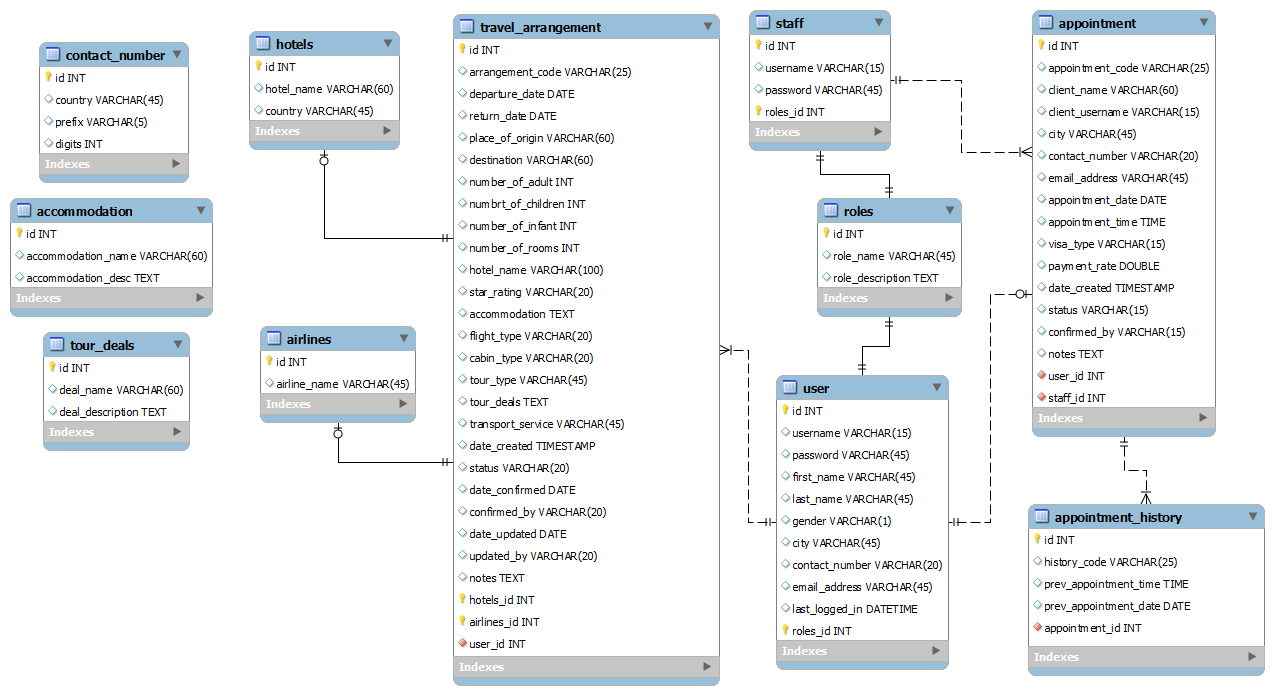 contact_number
id INT
country VARCHAR(45)
prefix VARCHAR(5)
digits INT
Indexes
accommodation
id INT
accommodation_name VARCHAR(60)
accommodation_desc TEXT
Indexes
tour_deals
id INT
deal_name VARCHAR(60)
deal_description TEXT
Indexes
hotels
id INT
hotel_name VARCHAR(60)
country VARCHAR(45)
Indexes
airlines
id INT
airline_name VARCHAR(45)
Indexes
travel_arrangement
id INT
arrangement_code VARCHAR(25)
departure_date DATE
return_date DATE
place_of_origin VARCHAR(60)
destination VARCHAR(60)
number_of_adult INT
numbrt_of_children INT
number_of_infant INT
number_of_rooms INT
hotel_name VARCHAR(100)
star_rating VARCHAR(20)
accommodation TEXT
flight_type VARCHAR(20)
cabin_type VARCHAR(20)
tour_type VARCHAR(45)
tour_deals TEXT
transport_service VARCHAR(45)
date_created TIMESTAMP
status VARCHAR(20)
date_confirmed DATE
confirmed_by VARCHAR(20)
date_updated DATE
updated_by VARCHAR(20)
notes TEXT
hotels_id INT
airlines_id INT
user_id INT
Indexes
staff
id INT
username VARCHAR(15)
password VARCHAR(45)
roles_id INT
Indexes
roles
id INT
role_name VARCHAR(45)
role_description TEXT
Indexes
user
id INT
username VARCHAR(15)
password VARCHAR(45)
first_name VARCHAR(45)
last_name VARCHAR(45)
gender VARCHAR(1)
city VARCHAR(45)
contact_number VARCHAR(20)
email_address VARCHAR(45)
last_logged_in DATETIME
roles_id INT
Indexes
appointment
id INT
appointment_code VARCHAR(25)
client_name VARCHAR(60)
client_username VARCHAR(15)
city VARCHAR(45)
contact_number VARCHAR(20)
email_address VARCHAR(45)
appointment_date DATE
appointment_time TIME
visa_type VARCHAR(15)
payment_rate DOUBLE
date_created TIMESTAMP
status VARCHAR(15)
confirmed_by VARCHAR(15)
notes TEXT
user_id INT
staff_id INT
Indexes
appointment_history
id INT
history_code VARCHAR(25)
prev_appointment_time TIME
prev_appointment_date DATE
appointment_id INT
Indexes